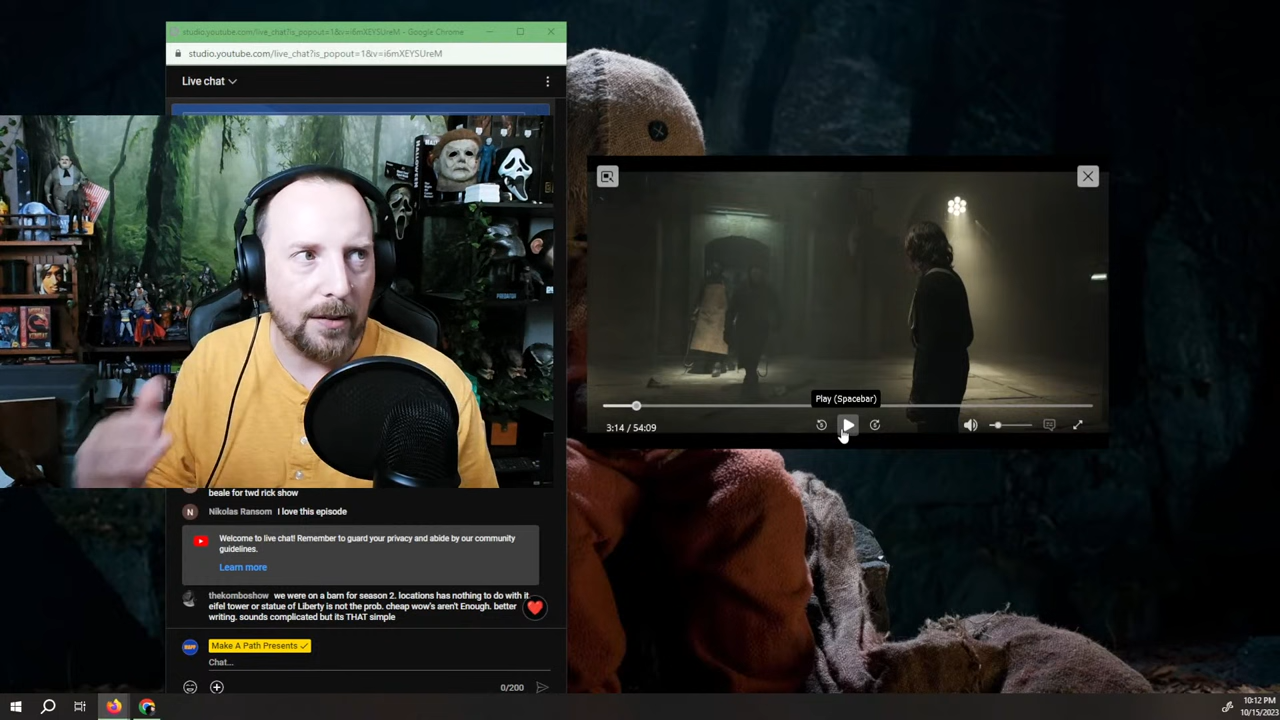 studio.youtube.com/live_chat?is_popout=1&v=i6mXEYSUreM - Google Chrome
studio.youtube.com/live_chat?is_popout=1&v=i6mXEYSUreM
Live chat
PREDATOR
Play (Spacebar)
3:14 / 54:09
beale for twd rick show
Nikolas Ransom I love this episode
N
Welcome to live chat! Remember to guard your privacy and abide by our community
guidelines.
Learn more
thekomboshow we were on a barn for season 2. locations has nothing to do with it,
eifel tower or statue of Liberty is not the prob. cheap wow's aren't Enough. better
writing. sounds complicated but its THAT simple
Make A Path Presents
Chat...
0/200
10:12 PM
10/15/2023